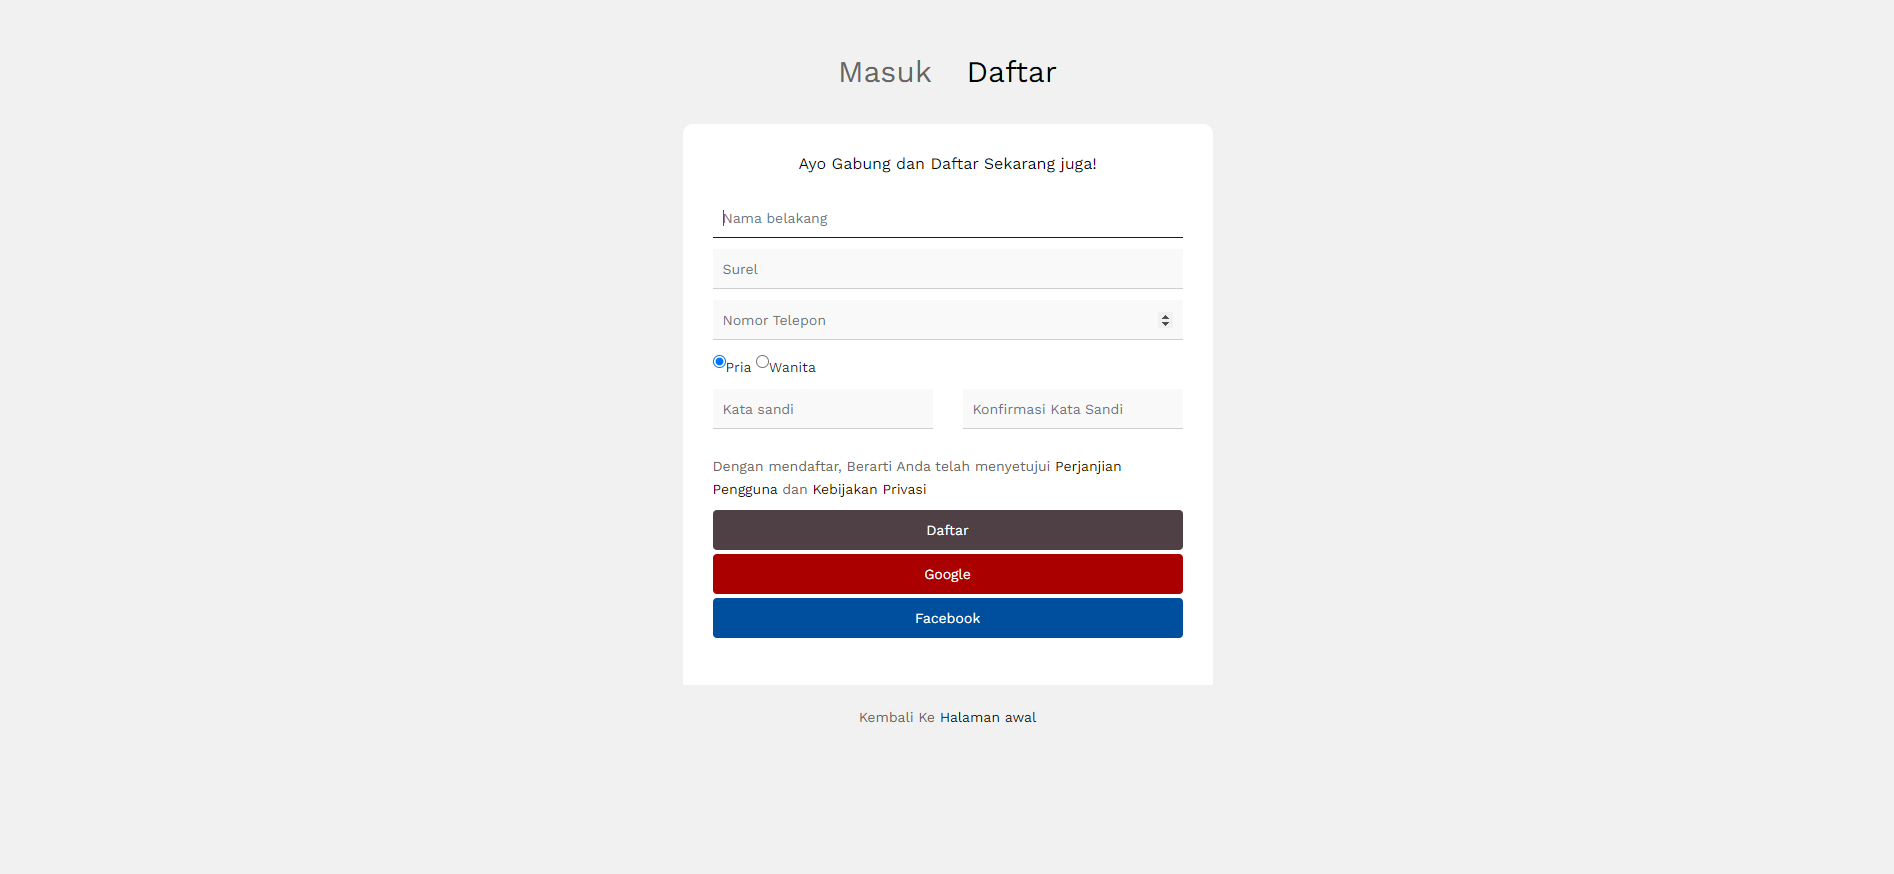 Masuk Daftar
Ayo Gabung dan Daftar Sekarang juga!
Nama belakang
Surel
Nomor Telepon
Pria Wanita
Kata sandi Konfirmasi Kata Sandi
Dengan mendaftar, Berarti Anda telah menyetujui Perjanjian
Pengguna dan Kebijakan Privasi
Daftar
Google
Facebook
Kembali Ke Halaman awal